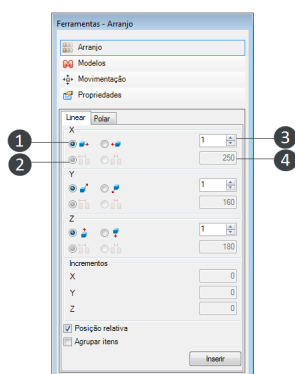 Ferramentas - Arranjo
Arranjo
Modelos
Movimentação
Propriedades
Linear Polar
X
1 1 3
2 250 4
Y
1
160
Z
1
180
Incrementos
X 0
Y 0
Z 0
Posição relativa
Agrupar itens
Inserir